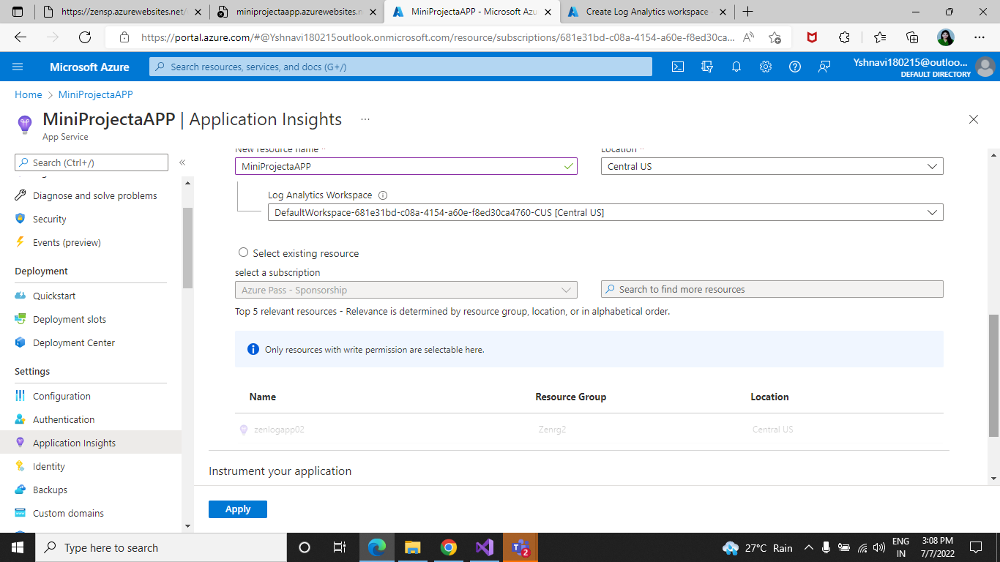 https://zensp.azurewebsites.net/
miniprojectaapp.azurewebsites.n
MiniProjectaAPP - Microsoft Azu
Create Log Analytics workspace -
https://portal.azure.com/#@Yshnavi180215outlook.onmicrosoft.com/resource/subscriptions/681e31bd-c08a-4154-a60e-f8ed30ca...
Microsoft Azure
Search resources, services, and docs (G+/)
Yshnavi180215@outloo...
DEFAULT DIRECTORY
Home > MiniProjectaAPP
MiniProjectaAPP | Application Insights ...
App Service
Search (Ctrl+/) «
Diagnose and solve problems
Security
Events (preview)
Deployment
Quickstart
Deployment slots
Deployment Center
Settings
Configuration
Authentication
Application Insights
Identity
Backups
Custom domains
New resource name *
Location *
MiniProjectaAPP
Central US
Log Analytics Workspace
DefaultWorkspace-681e31bd-c08a-4154-a60e-f8ed30ca4760-CUS [Central US]
Select existing resource
select a subscription
Azure Pass - Sponsorship
Search to find more resources
Top 5 relevant resources - Relevance is determined by resource group, location, or in alphabetical order.
Only resources with write permission are selectable here.
Name Resource Group Location
zenlogapp02 Zenrg2 Central US
Instrument your application
Apply
Type here to search
2
27°C Rain
ENG
IN
3:08 PM
7/7/2022